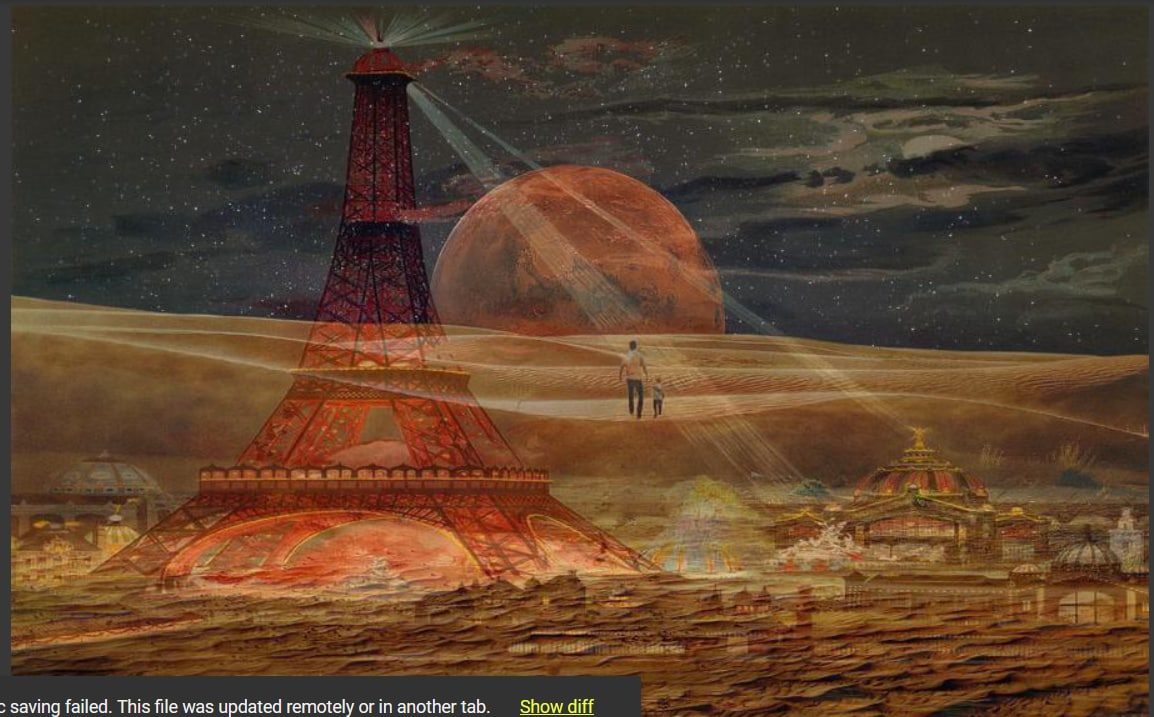 c saving failed. This file was updated remotely or in another tab. Show diff